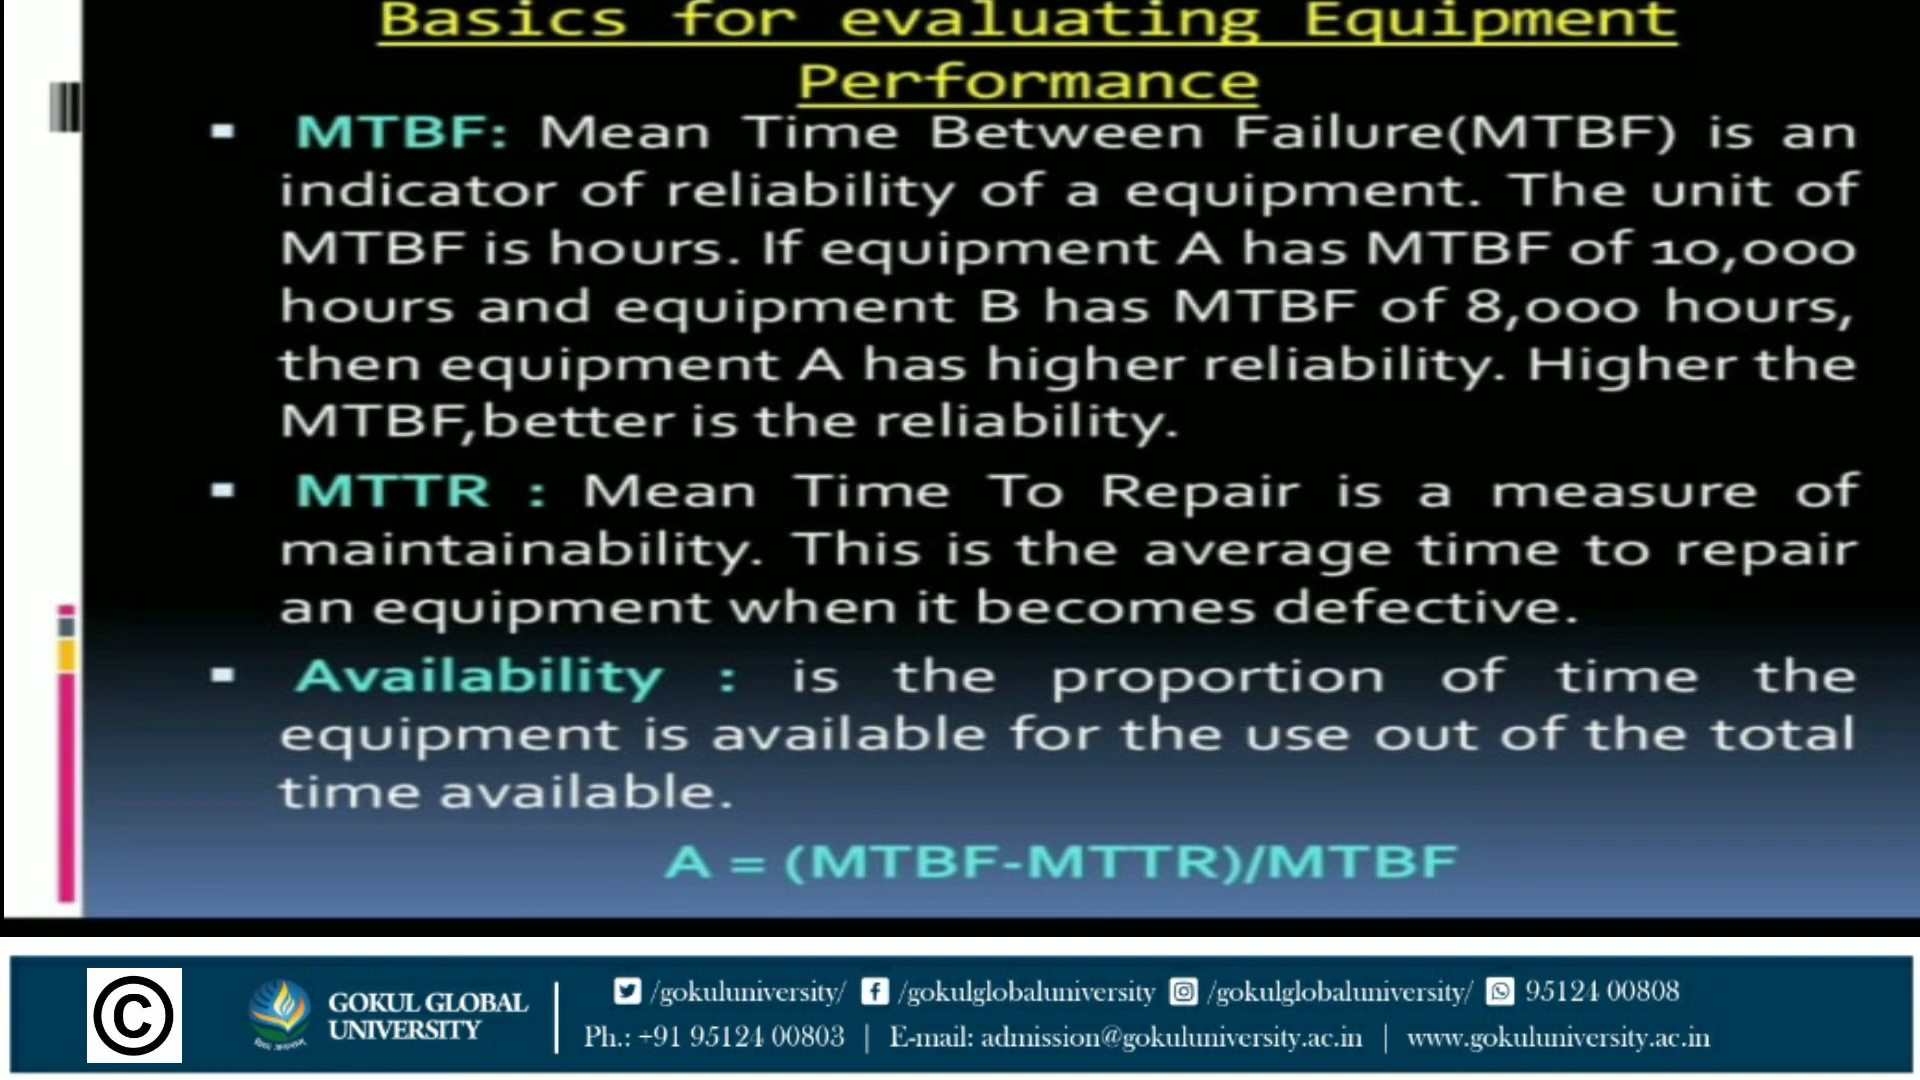 Basics for evaluating Equipment
Performance
▪ MTBF: Mean Time Between Failure(MTBF) is an
indicator of reliability of a equipment. The unit of
MTBF is hours. If equipment A has MTBF of 10,000
hours and equipment B has MTBF of 8,000 hours,
then equipment A has higher reliability. Higher the
MTBF,better is the reliability.
▪ MTTR : Mean Time To Repair is a measure of
maintainability. This is the average time to repair
an equipment when it becomes defective.
▪ Availability : is the proportion of time the
equipment is available for the use out of the total
time available.
A = (MTBF-MTTR)/MTBF
©
GOKUL GLOBAL
UNIVERSITY
/gokuluniversity/ /gokulglobaluniversity /gokulglobaluniversity/ 95124 00808
Ph.: +91 95124 00803 | E-mail: admission@gokuluniversity.ac.in | www.gokuluniversity.ac.in